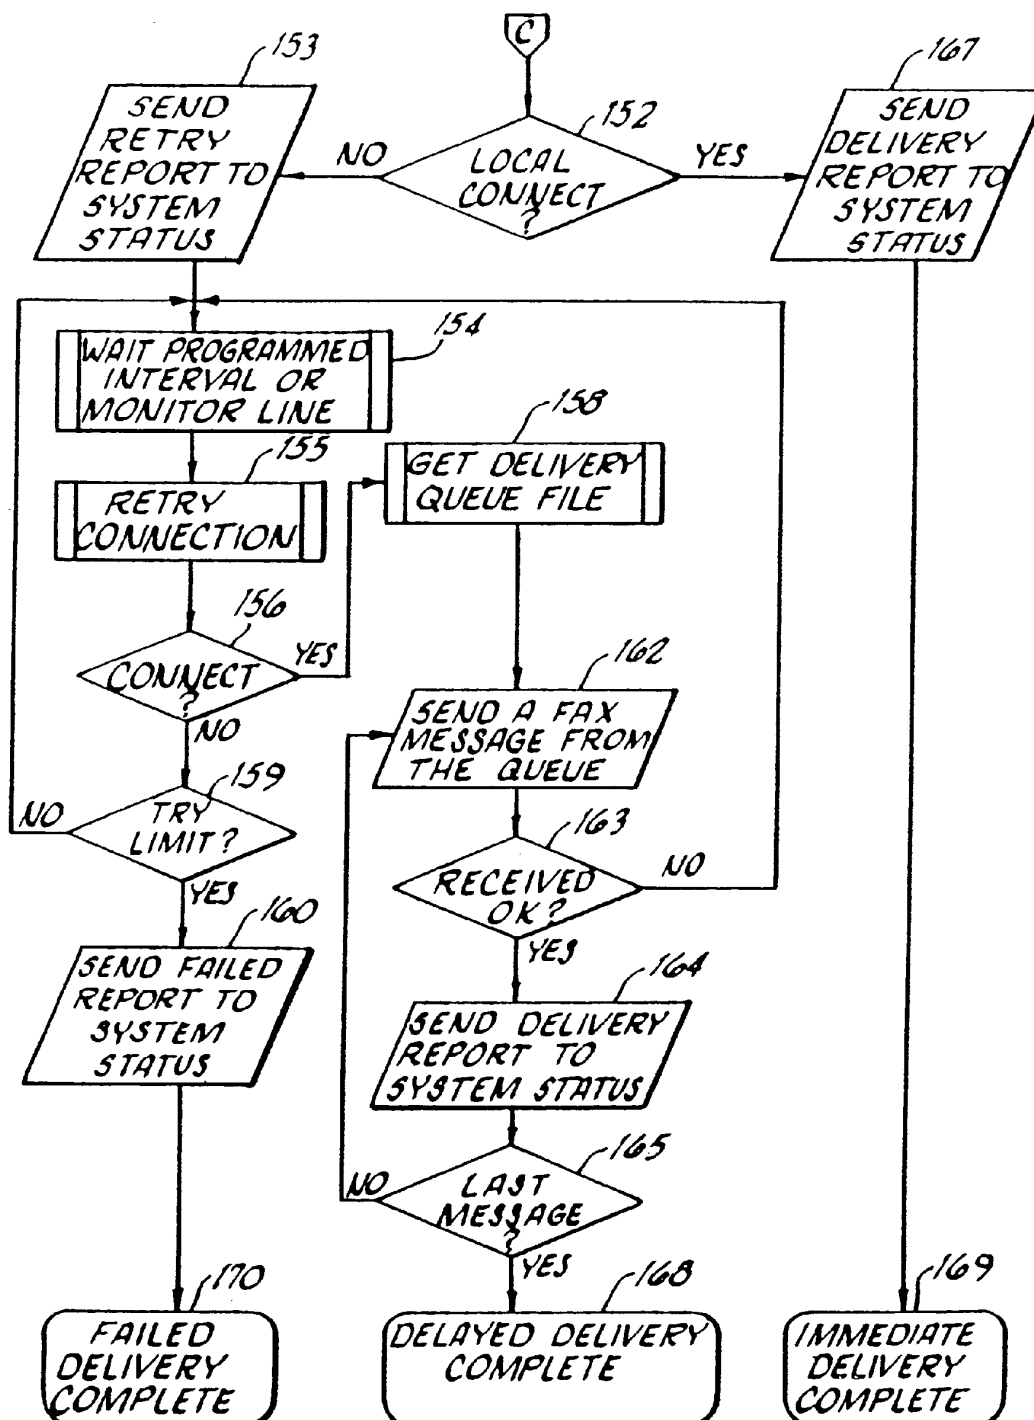 C
153
SEND
RETRY
REPORT TO
SYSTEM
STATUS
NO
152
LOCAL
CONNECT
?
YES
167
SEND
DELIVERY
REPORT TO
SYSTEM
STATUS
154
WAIT PROGRAMMED
INTERVAL OR
MONITOR LINE
155
RETRY
CONNECTION
158
GET DELIVERY
QUEUE FILE
156
CONNECT
?
YES
NO
159
TRY
LIMIT?
NO
YES
160
SEND FAILED
REPORT TO
SYSTEM
STATUS
162
SEND A FAX
MESSAGE FROM
THE QUEUE
163
RECEIVED
OK?
NO
YES
164
SEND DELIVERY
REPORT TO
SYSTEM STATUS
165
LAST
MESSAGE
?
NO
YES
170
FAILED
DELIVERY
COMPLETE
168
DELAYED DELIVERY
COMPLETE
169
IMMEDIATE
DELIVERY
COMPLETE